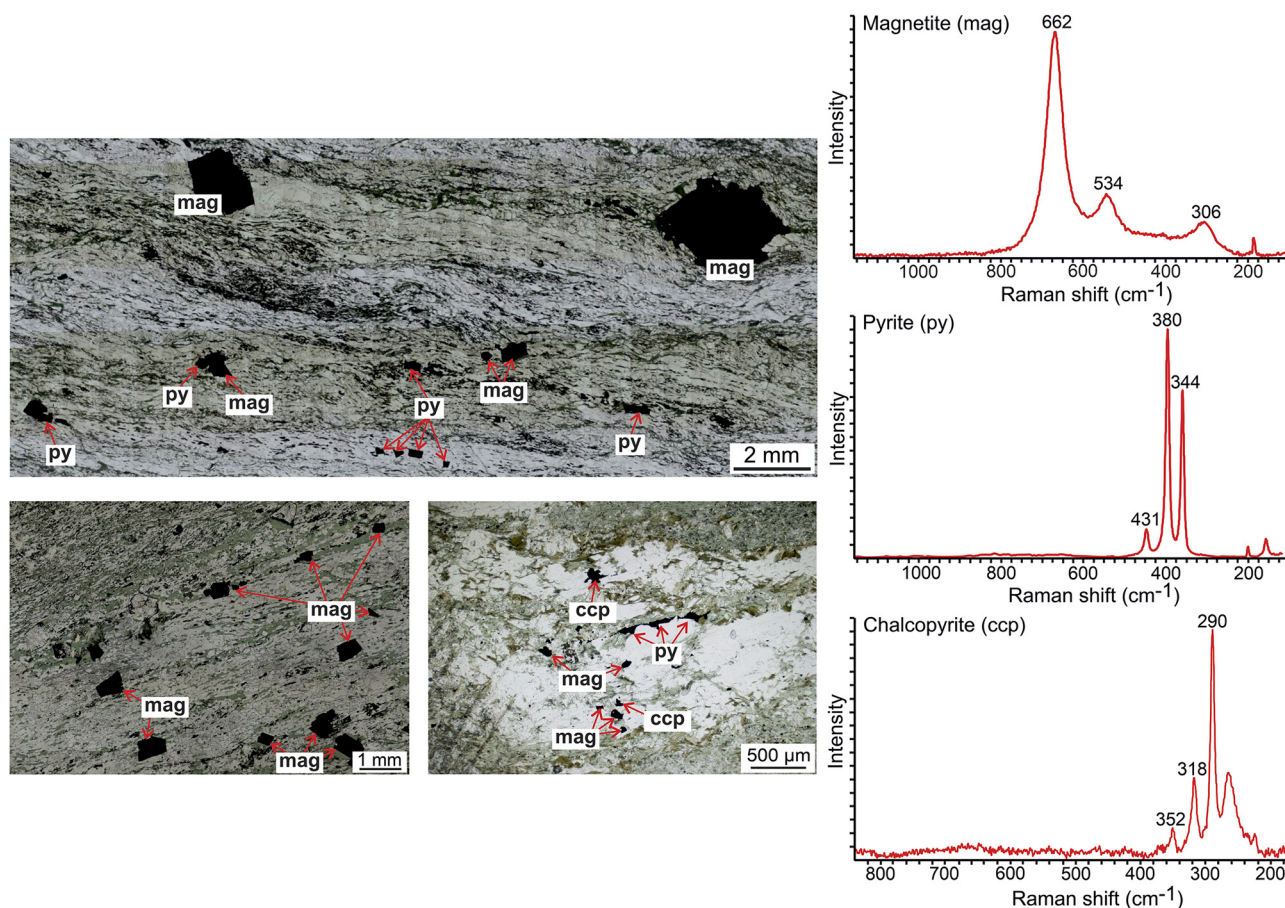 mag
mag
py
mag
mag
py
py
py
2 mm
mag
mag
mag
1 mm
ccp
py
mag
ccp
mag
500 µm
Magnetite (mag)
662
534
306
Intensity
1000
800
600
400
200
Raman shift (cm-1)
Pyrite (py)
380
344
431
Intensity
1000
800
600
400
200
Raman shift (cm-1)
Chalcopyrite (ccp)
290
318
352
Intensity
800
700
600
500
400
300
200
Raman shift (cm-1)